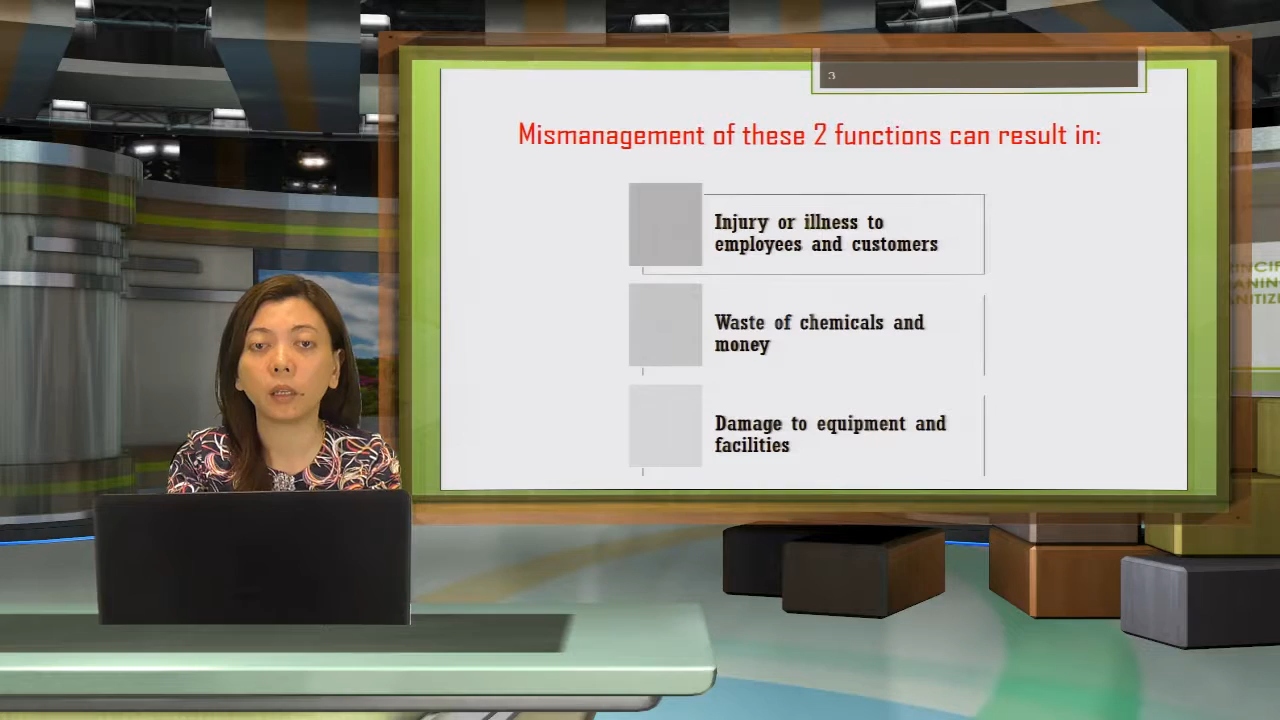 3
Mismanagement of these 2 functions can result in:
Injury or illness to
employees and customers
Waste of chemicals and
money
Damage to equipment and
facilities